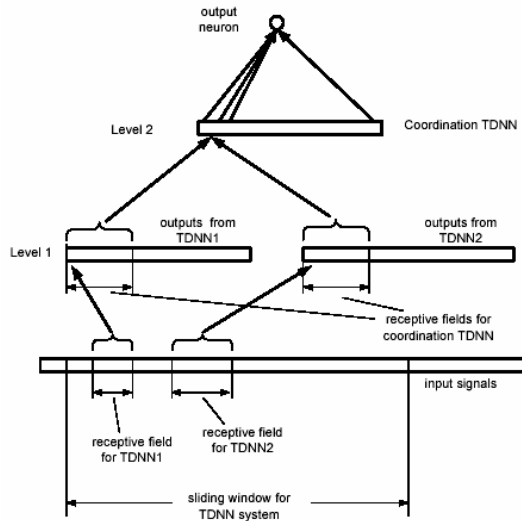 output
neuron
Level 2
Coordination TDNN
outputs from
TDNN1
outputs from
TDNN2
Level 1
receptive fields for
coordination TDNN
input signals
receptive field
for TDNN1
receptive field
for TDNN2
sliding window for
TDNN system